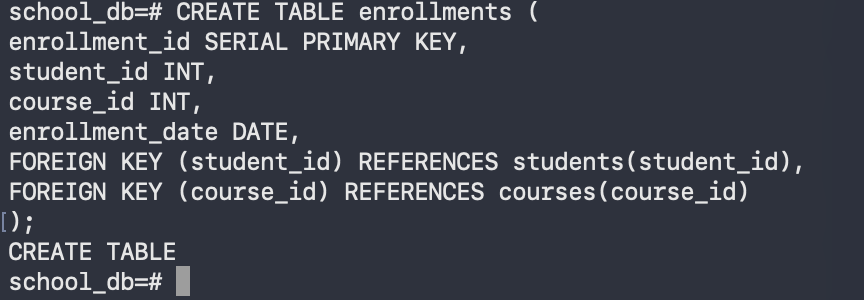 school_db=# CREATE TABLE enrollments (
enrollment_id SERIAL PRIMARY KEY,
student_id INT,
course_id INT,
enrollment_date DATE,
FOREIGN KEY (student_id) REFERENCES students(student_id),
FOREIGN KEY (course_id) REFERENCES courses(course_id)
[);
CREATE TABLE
school_db=#